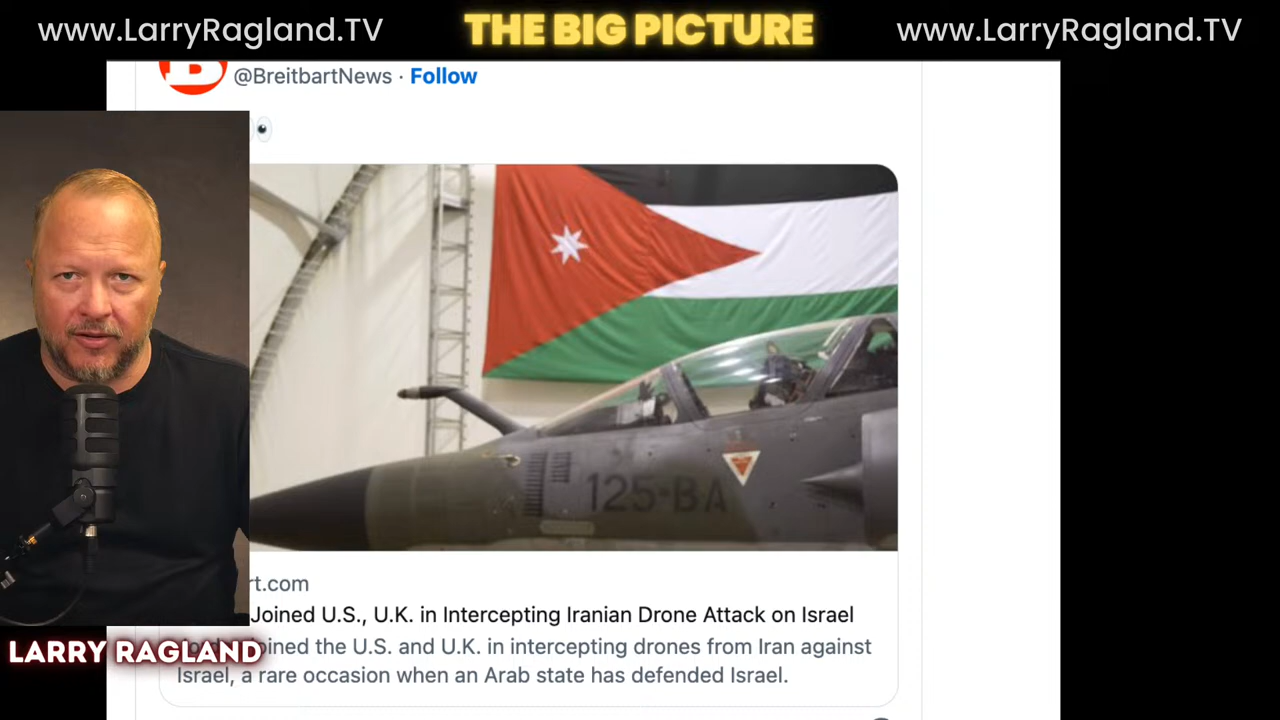 www.LarryRagland.TV
THE BIG PICTURE
www.LarryRagland.TV
@BreitbartNews · Follow
125-BA
rt.com
Joined U.S., U.K. in Intercepting Iranian Drone Attack on Israel
ined the U.S. and U.K. in intercepting drones from Iran against
Israel, a rare occasion when an Arab state has defended Israel.
LARRY RAGLAND